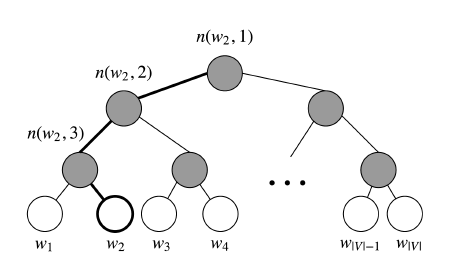 n(w₂, 1)
n(w₂, 2)
n(w₂, 3)
• • •
w₁ w₂ w₃ w₄ w|V|−1 w|V|